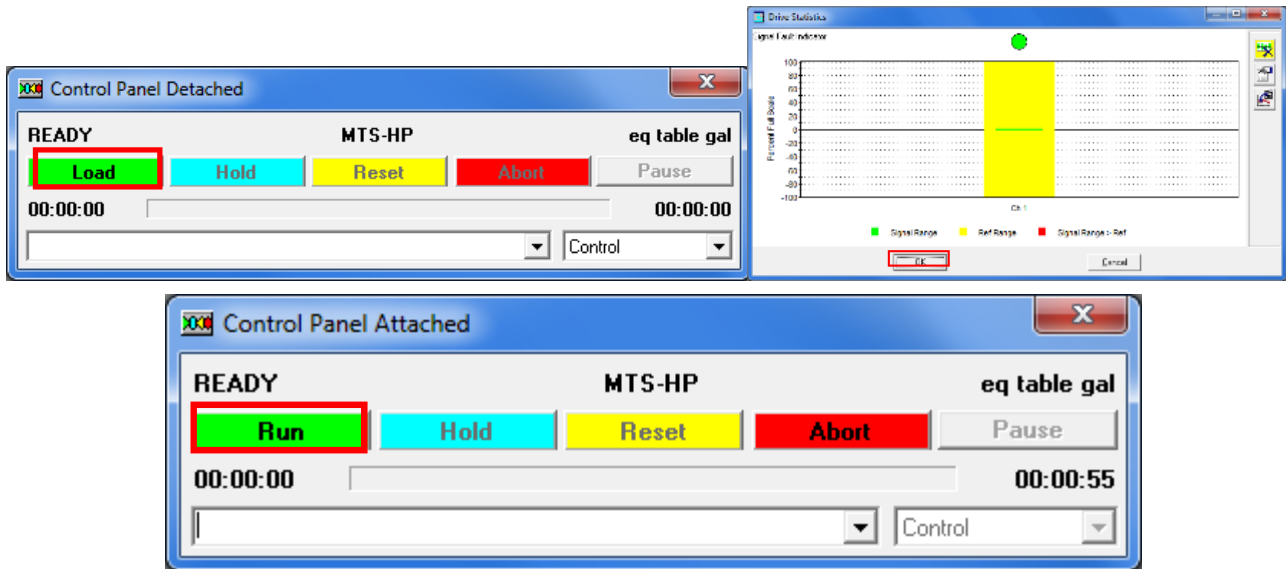 Control Panel Detached
READY MTS-HP eq table gal
Load Hold Reset Abort Pause
00:00:00 00:00:00
Control
Drive Statistics
Signal Fault Indicator
Percent Full Scale
100
80
60
40
20
0
-20
-40
-60
-80
-100
Ch 1
Signal Range Ref Range Signal Range > Ref
OK Cancel
Control Panel Attached
READY MTS-HP eq table gal
Run Hold Reset Abort Pause
00:00:00 00:00:55
Control